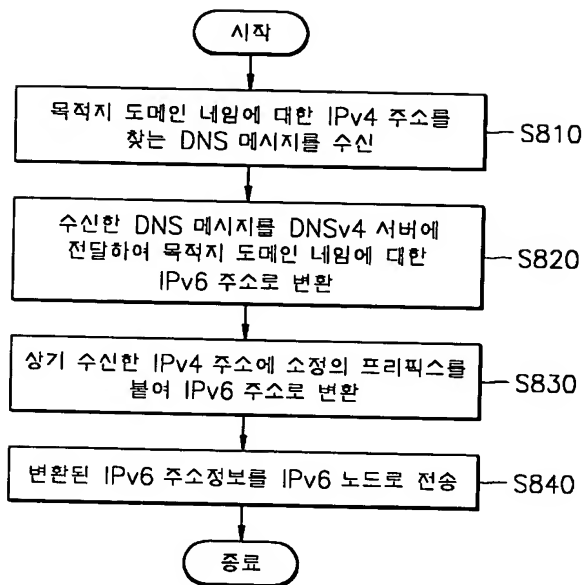 시작
목적지 도메인 네임에 대한 IPv4 주소를
찾는 DNS 메시지를 수신
S810
수신한 DNS 메시지를 DNSv4 서버에
전달하여 목적지 도메인 네임에 대한
IPv6 주소로 변환
S820
상기 수신한 IPv4 주소에 소정의 프리픽스를
붙여 IPv6 주소로 변환
S830
변환된 IPv6 주소정보를 IPv6 노드로 전송
S840
종료